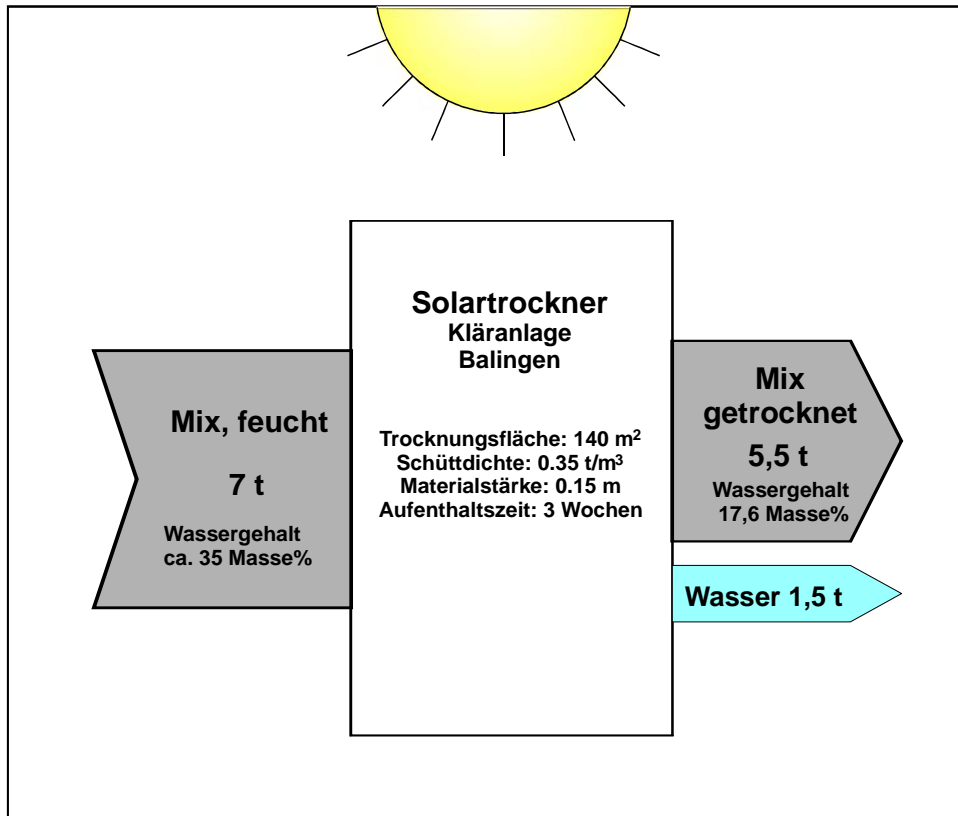 Solartrockner
Kläranlage
Balingen
Trocknungsfläche: 140 m²
Schüttdichte: 0.35 t/m³
Materialstärke: 0.15 m
Aufenthaltszeit: 3 Wochen
Mix, feucht
7 t
Wassergehalt
ca. 35 Masse%
Mix
getrocknet
5,5 t
Wassergehalt
17,6 Masse%
Wasser 1,5 t